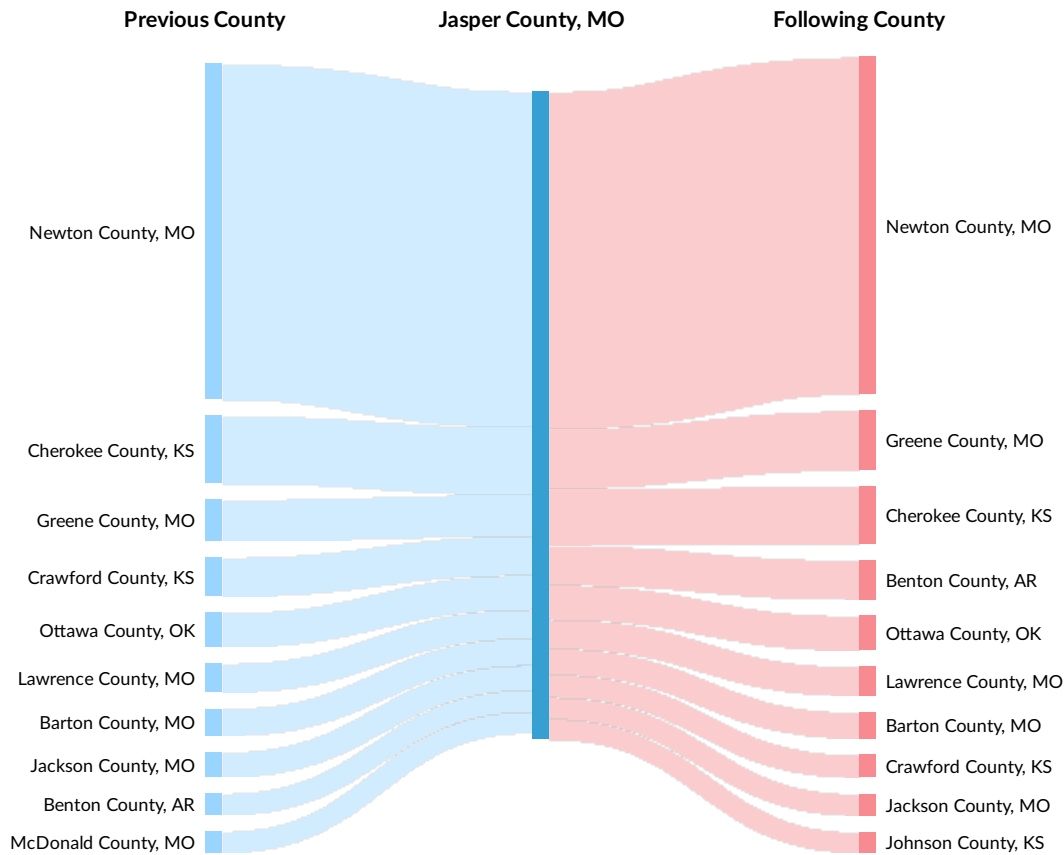 Previous County
Jasper County, MO
Following County
Newton County, MO
Cherokee County, KS
Greene County, MO
Crawford County, KS
Ottawa County, OK
Lawrence County, MO
Barton County, MO
Jackson County, MO
Benton County, AR
McDonald County, MO
Newton County, MO
Greene County, MO
Cherokee County, KS
Benton County, AR
Ottawa County, OK
Lawrence County, MO
Barton County, MO
Crawford County, KS
Jackson County, MO
Johnson County, KS